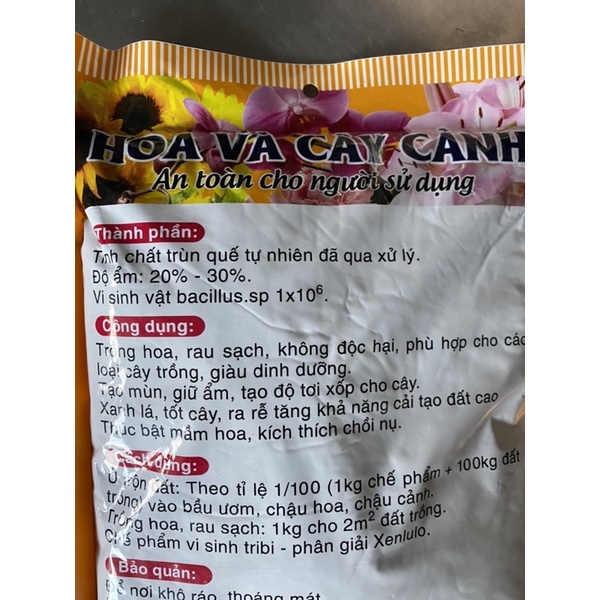 HOA VÀ CÂY CẢNH
An toàn cho người sử dụng
Thành phần:
Tinh chất trùn quế tự nhiên đã qua xử lý.
Độ ẩm: 20% - 30%.
Vi sinh vật bacillus.sp 1x10⁶.
Công dụng:
Trồng hoa, rau sạch, không độc hại, phù hợp cho các
loại cây trồng, giàu dinh dưỡng.
Tạo mùn, giữ ẩm, tạo độ tơi xốp cho cây.
Xanh lá, tốt cây, ra rễ tăng khả năng cải tạo đất cao
Thúc bật mầm hoa, kích thích chồi nụ.
Cách dùng:
Ủ trộn đất: Theo tỉ lệ 1/100 (1kg chế phẩm + 100kg đất
trồng) vào bầu ươm, chậu hoa, chậu cảnh.
Trồng hoa, rau sạch: 1kg cho 2m² đất trồng.
Chế phẩm vi sinh tribi - phân giải Xenlulo.
Bảo quản:
Để nơi khô ráo, thoáng mát